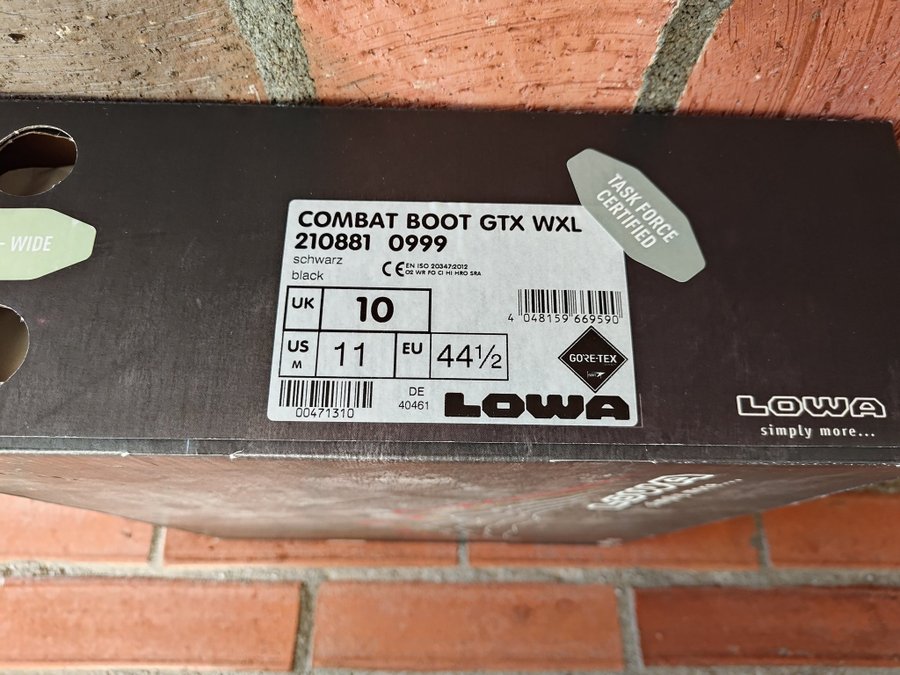 - WIDE
TASK FORCE
CERTIFIED
COMBAT BOOT GTX WXL
210881 0999
schwarz
black
CE EN ISO 20347:2012
O2 WR FO CI HI HRO SRA
UK 10
4 048159 669590
US M 11 EU 44½
GORE-TEX
00471310
DE
40461
LOWA
LOWA
simply more...
LOWA